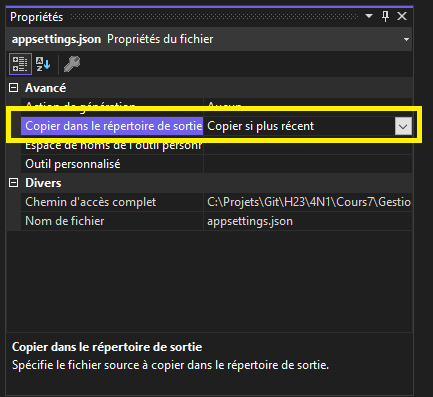 Propriétés
appsettings.json Propriétés du fichier
Avancé
Action de génération Aucun
Copier dans le répertoire de sortie Copier si plus récent
Espace de noms de l'outil personr
Outil personnalisé
Divers
Chemin d'accès complet C:\Projets\Git\H23\4N1\Cours7\Gestio
Nom de fichier appsettings.json
Copier dans le répertoire de sortie
Spécifie le fichier source à copier dans le répertoire de sortie.